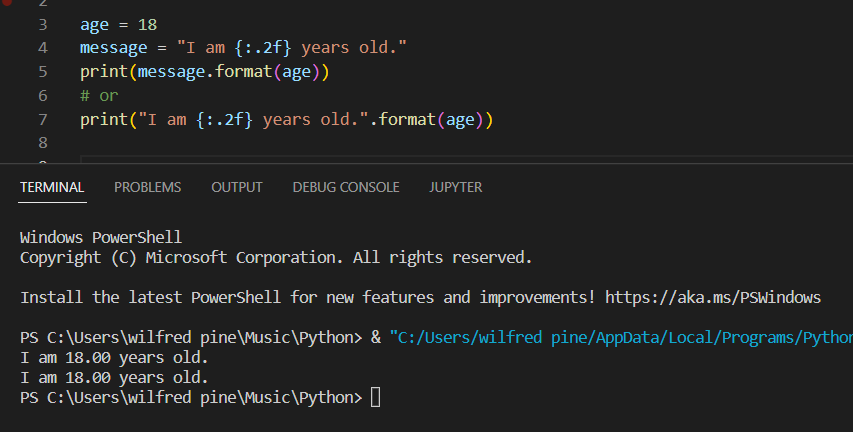 2
3 age = 18
4 message = "I am {:.2f} years old."
5 print(message.format(age))
6 # or
7 print("I am {:.2f} years old.".format(age))
8
TERMINAL PROBLEMS OUTPUT DEBUG CONSOLE JUPYTER
Windows PowerShell
Copyright (C) Microsoft Corporation. All rights reserved.
Install the latest PowerShell for new features and improvements! https://aka.ms/PSWindows
PS C:\Users\wilfred pine\Music\Python> & "C:/Users/wilfred pine/AppData/Local/Programs/Python
I am 18.00 years old.
I am 18.00 years old.
PS C:\Users\wilfred pine\Music\Python>